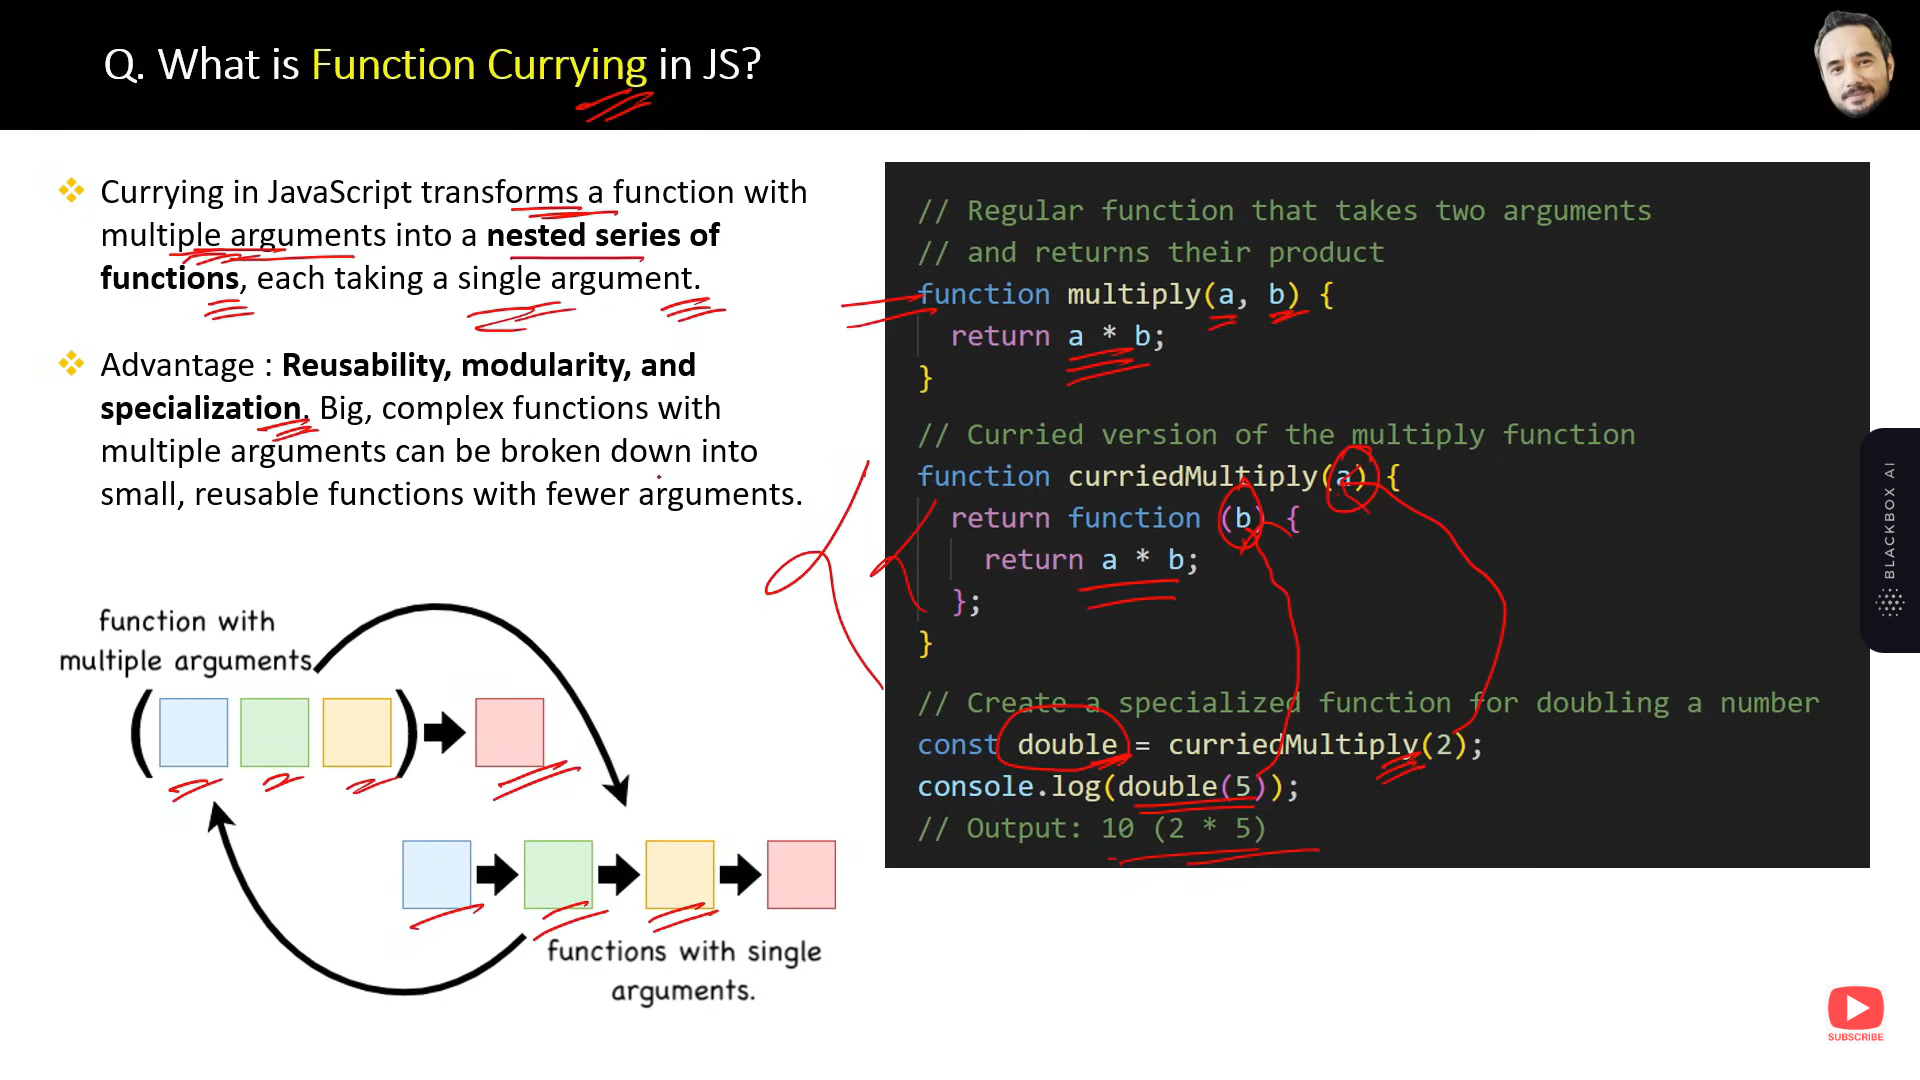 Q. What is Function Currying in JS?
Currying in JavaScript transforms a function with
multiple arguments into a nested series of
functions, each taking a single argument.
Advantage : Reusability, modularity, and
specialization. Big, complex functions with
multiple arguments can be broken down into
small, reusable functions with fewer arguments.
function with
multiple arguments
( ) 
functions with single
arguments.
// Regular function that takes two arguments
// and returns their product
function multiply(a, b) {
return a * b;
}
// Curried version of the multiply function
function curriedMultiply(a) {
return function (b) {
return a * b;
};
}
// Create a specialized function for doubling a number
const double = curriedMultiply(2);
console.log(double(5));
// Output: 10 (2 * 5)
BLACKBOX AI
SUBSCRIBE